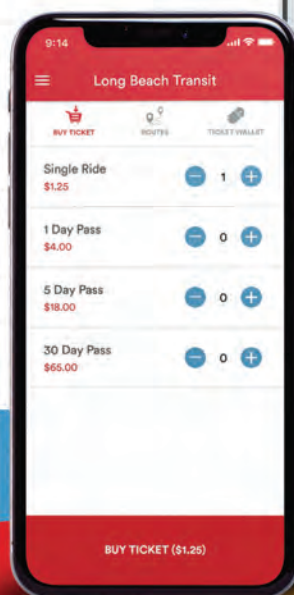 9:14
Long Beach Transit
BUY TICKET ROUTES TICKET WALLET
Single Ride
$1.25
1
1 Day Pass
$4.00
0
5 Day Pass
$18.00
0
30 Day Pass
$65.00
0
BUY TICKET ($1.25)